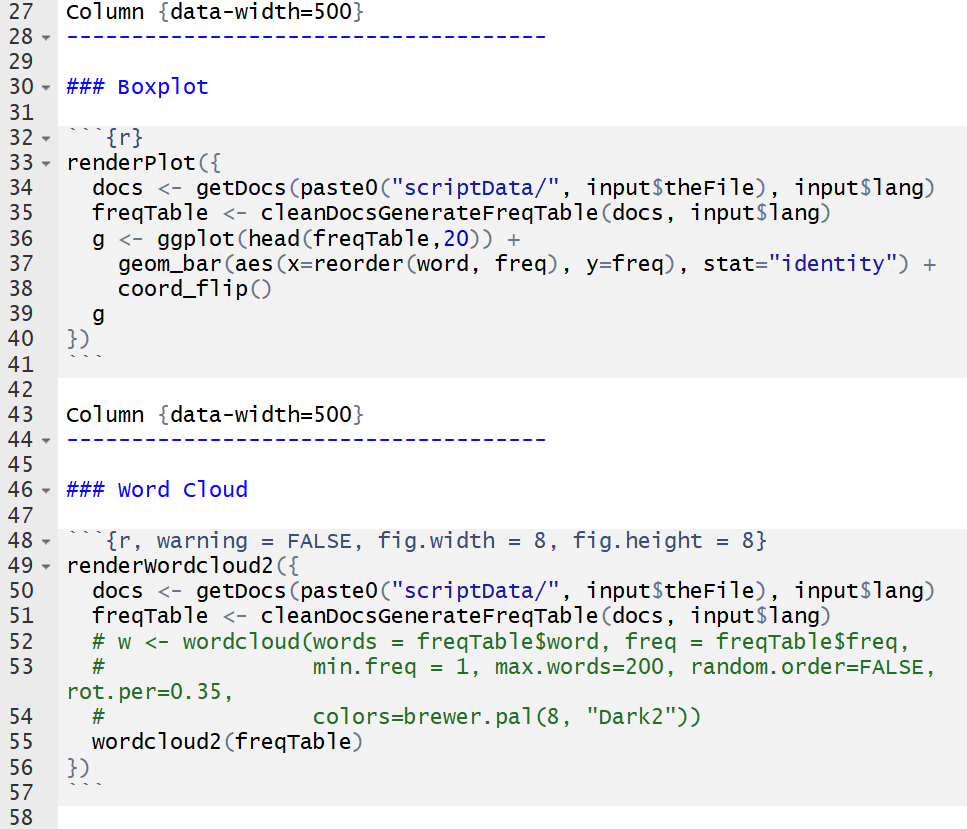 27 Column {data-width=500}
28 -------------------------------------
29
30 ### Boxplot
31
32 ```{r}
33 renderPlot({
34   docs <- getDocs(paste0("scriptData/", input$theFile), input$lang)
35   freqTable <- cleanDocsGenerateFreqTable(docs, input$lang)
36   g <- ggplot(head(freqTable,20)) +
37     geom_bar(aes(x=reorder(word, freq), y=freq), stat="identity") +
38     coord_flip()
39   g
40 })
41 ```
42
43 Column {data-width=500}
44 -------------------------------------
45
46 ### Word Cloud
47
48 ```{r, warning = FALSE, fig.width = 8, fig.height = 8}
49 renderWordcloud2({
50   docs <- getDocs(paste0("scriptData/", input$theFile), input$lang)
51   freqTable <- cleanDocsGenerateFreqTable(docs, input$lang)
52   # w <- wordcloud(words = freqTable$word, freq = freqTable$freq,
53   #                min.freq = 1, max.words=200, random.order=FALSE,
rot.per=0.35,
54   #                colors=brewer.pal(8, "Dark2"))
55   wordcloud2(freqTable)
56 })
57 ```
58